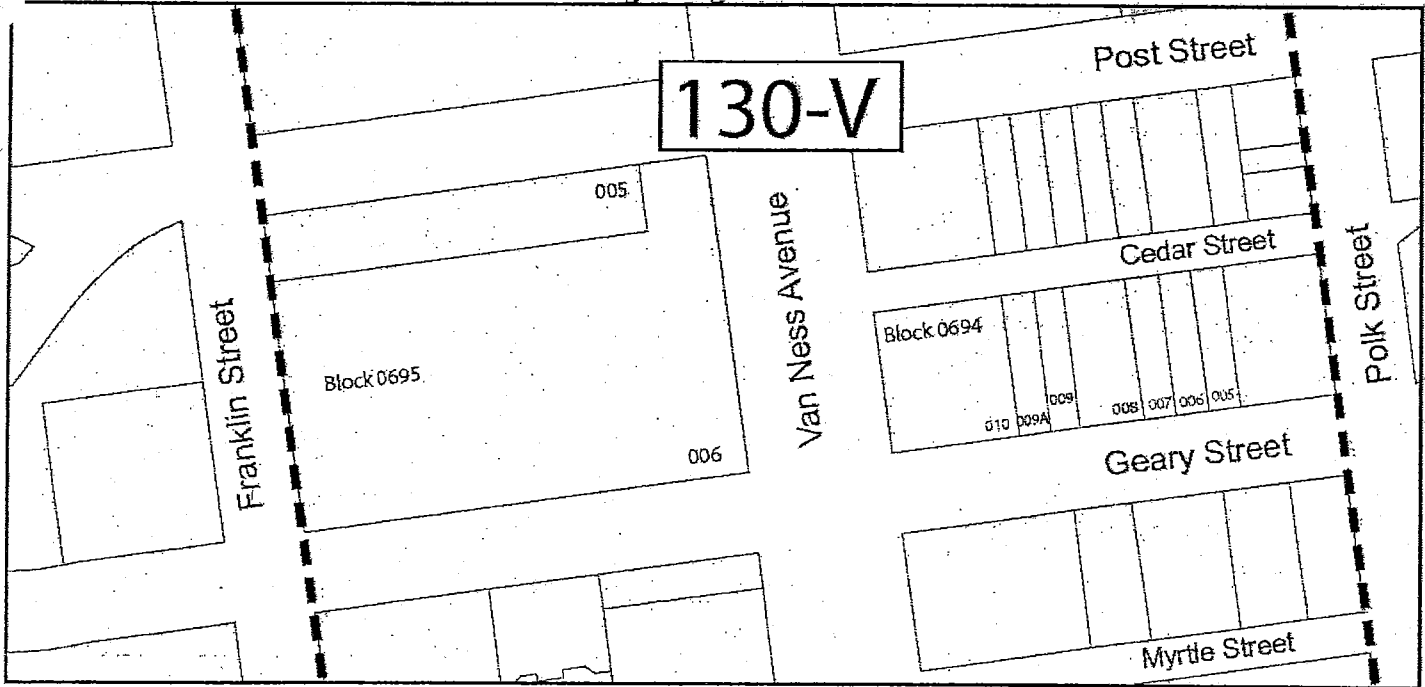 Post Street
130-V
005
Van Ness Avenue
Cedar Street
Polk Street
Franklin Street
Block 0694
Block 0695
009
010 009A 008 007 006 005
006
Geary Street
Myrtle Street